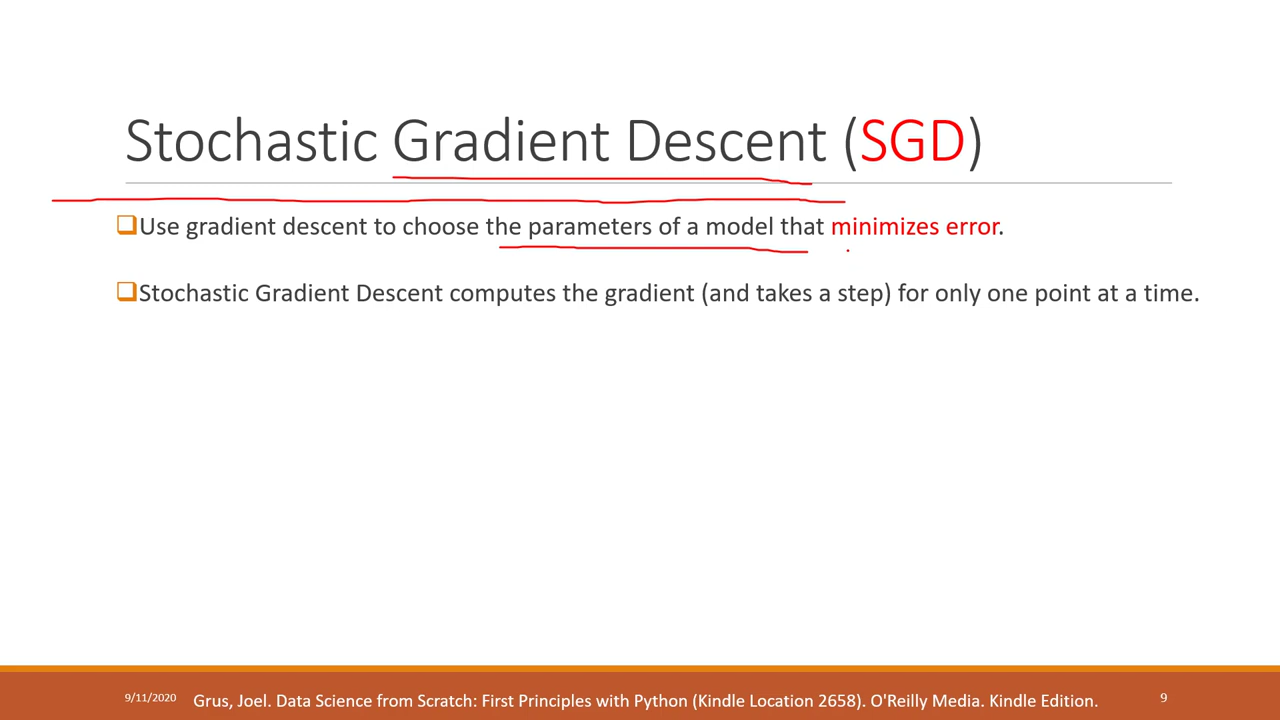 Stochastic Gradient Descent (SGD)
Use gradient descent to choose the parameters of a model that minimizes error.
Stochastic Gradient Descent computes the gradient (and takes a step) for only one point at a time.
9/11/2020 Grus, Joel. Data Science from Scratch: First Principles with Python (Kindle Location 2658). O'Reilly Media. Kindle Edition. 9